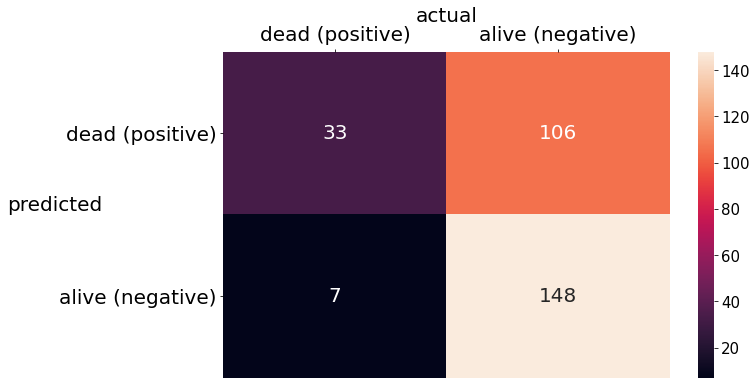 actual
dead (positive) alive (negative)
dead (positive) 33 106
predicted
alive (negative) 7 148
140
120
100
80
60
40
20